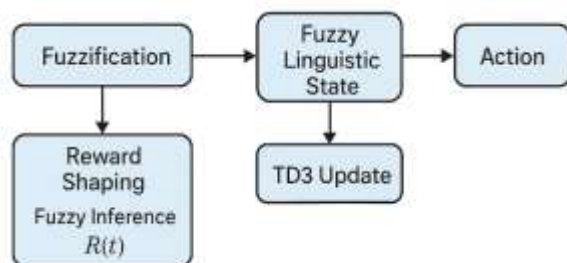 Fuzzification
Fuzzy
Linguistic
State
Action
Reward
Shaping
Fuzzy Inference
R(t)
TD3 Update